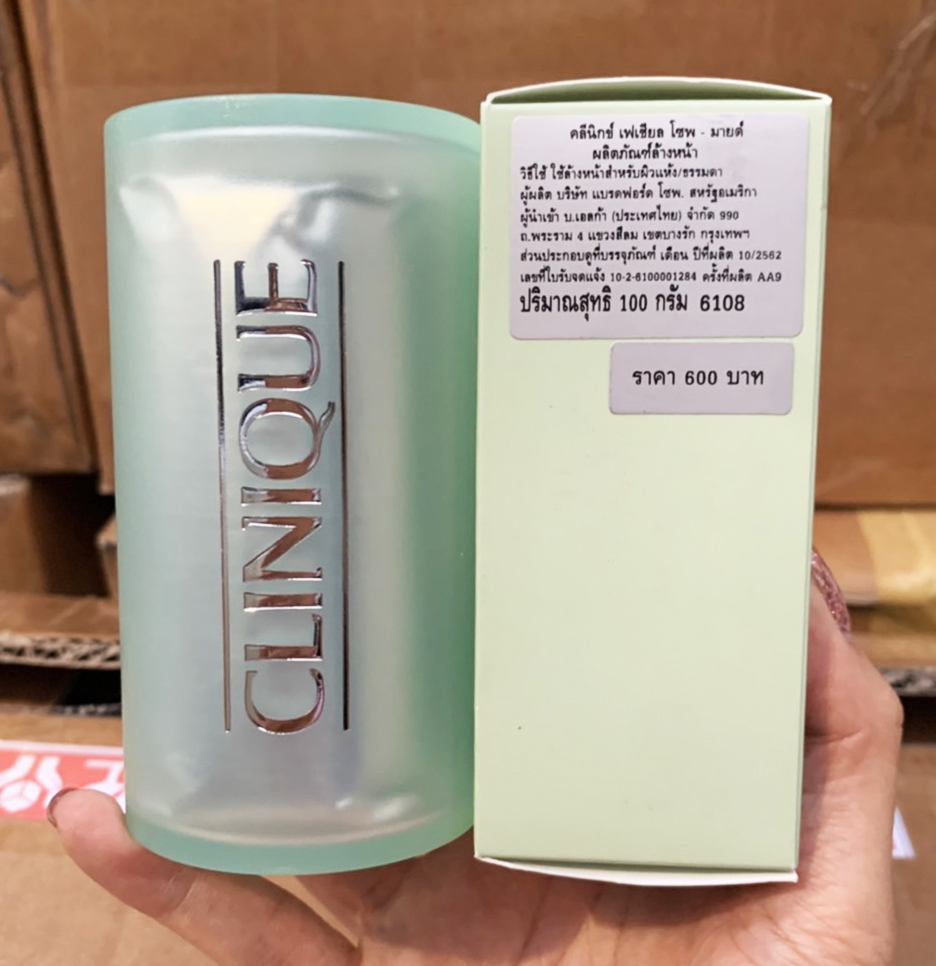 CLINIQUE
คลีนิกข์ เฟเชียล โซพ - มายด์
ผลิตภัณฑ์ล้างหน้า
วิธีใช้ ใช้ล้างหน้าสำหรับผิวแห้ง/ธรรมดา
ผู้ผลิต บริษัท แบรดฟอร์ด โซพ. สหรัฐอเมริกา
ผู้นำเข้า บ.เอลก้า (ประเทศไทย) จำกัด 990
ถ.พระราม 4 แขวงสีลม เขตบางรัก กรุงเทพฯ
ส่วนประกอบดูที่บรรจุภัณฑ์ เดือน ปีที่ผลิต 10/2562
เลขที่ใบรับจดแจ้ง 10-2-6100001284 ครั้งที่ผลิต AA9
ปริมาณสุทธิ 100 กรัม 6108
ราคา 600 บาท